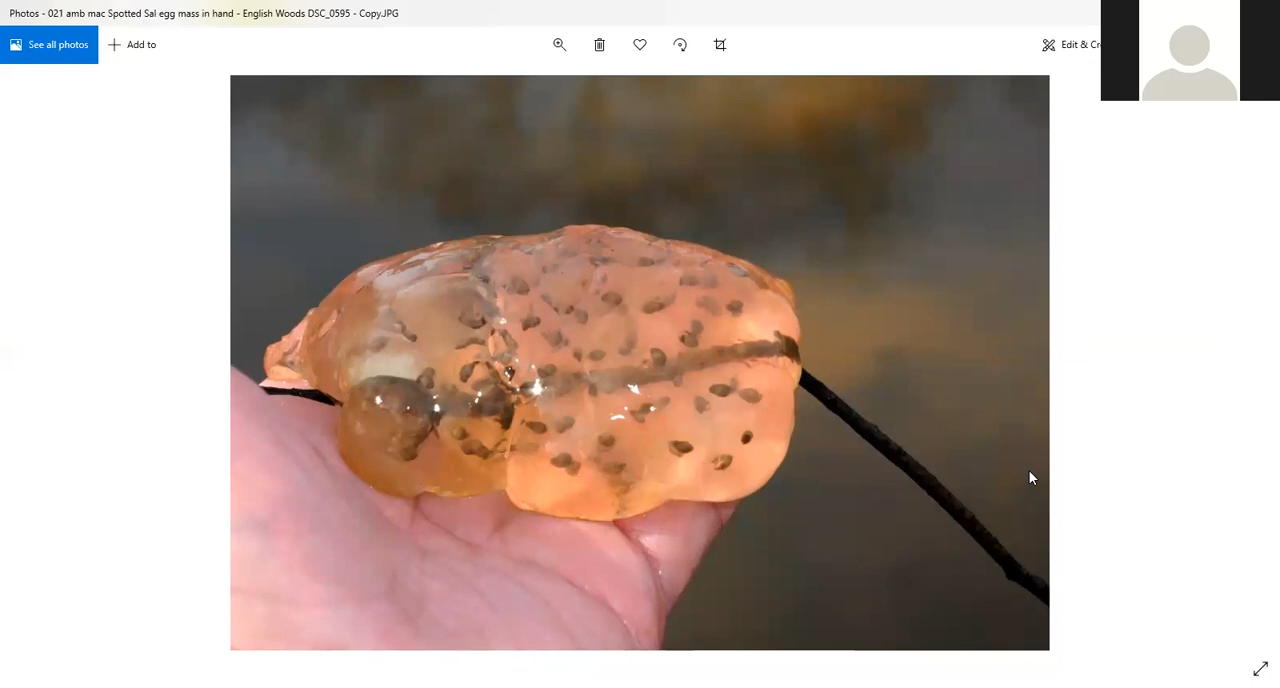 Photos - 021 amb mac Spotted Sal egg mass in hand - English Woods DSC_0595 - Copy.JPG
See all photos
Add to
Edit &